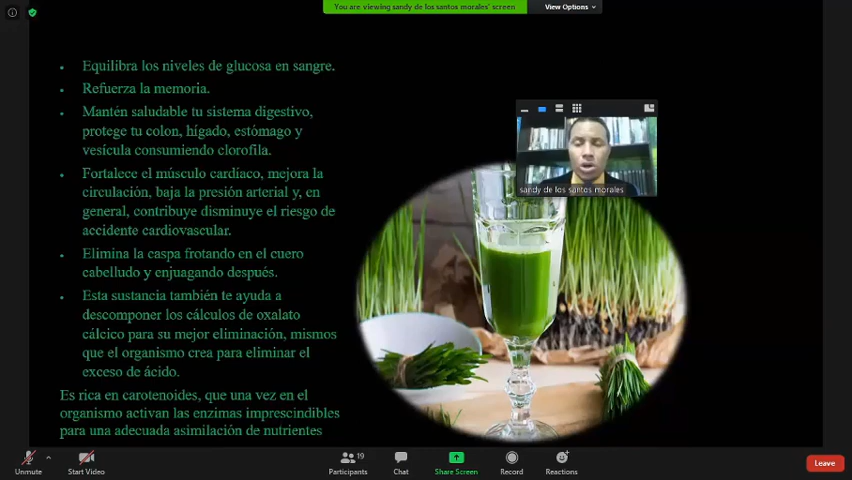 You are viewing sandy de los santos morales' screen
View Options
Equilibra los niveles de glucosa en sangre.
Refuerza la memoria.
Mantén saludable tu sistema digestivo,
protege tu colon, hígado, estómago y
vesícula consumiendo clorofila.
Fortalece el músculo cardíaco, mejora la
circulación, baja la presión arterial y, en
general, contribuye disminuye el riesgo de
accidente cardiovascular.
Elimina la caspa frotando en el cuero
cabelludo y enjuagando después.
Esta sustancia también te ayuda a
descomponer los cálculos de oxalato
cálcico para su mejor eliminación, mismos
que el organismo crea para eliminar el
exceso de ácido.
Es rica en carotenoides, que una vez en el
organismo activan las enzimas imprescindibles
para una adecuada asimilación de nutrientes
sandy de los santos morales
Unmute
Start Video
19
Participants
Chat
Share Screen
Record
Reactions
Leave